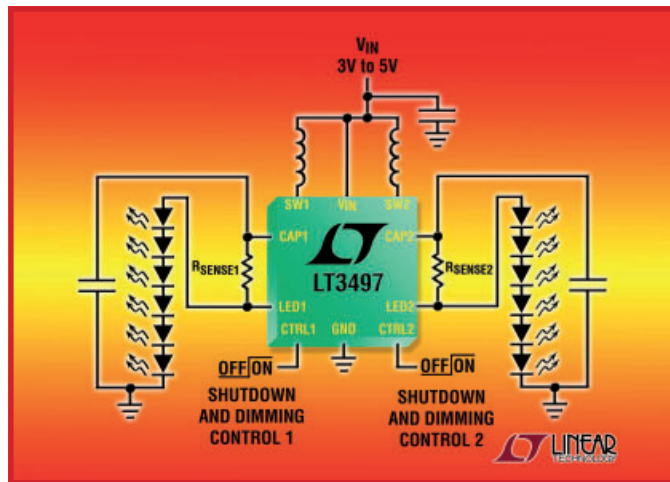 VIN
3V to 5V
SW1 VIN SW2
CAP1 CAP2
RSENSE1 RSENSE2
LT3497
LED1 LED2
CTRL1 GND CTRL2
OFF ON OFF ON
SHUTDOWN
AND DIMMING
CONTROL 1
SHUTDOWN
AND DIMMING
CONTROL 2
LINEAR
TECHNOLOGY